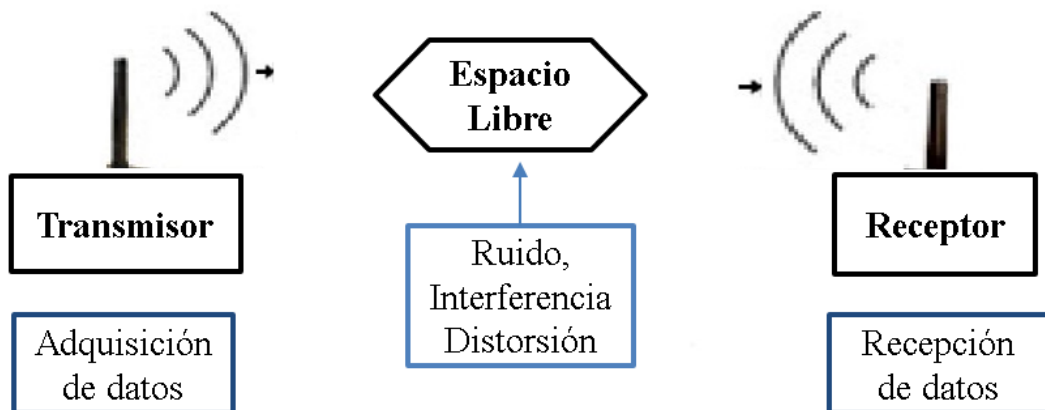 Espacio
Libre
Transmisor
Receptor
Ruido,
Interferencia
Distorsión
Adquisición
de datos
Recepción
de datos